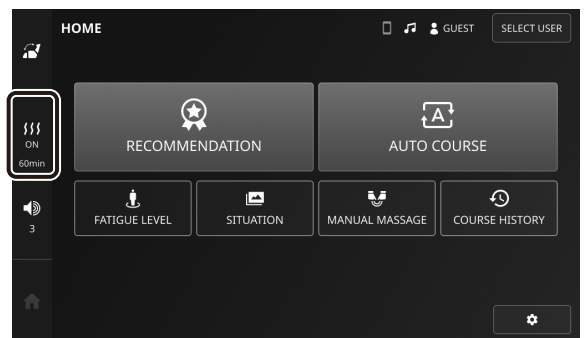 HOME
GUEST
SELECT USER
ON
60min
3
RECOMMENDATION
A
AUTO COURSE
FATIGUE LEVEL
SITUATION
MANUAL MASSAGE
COURSE HISTORY